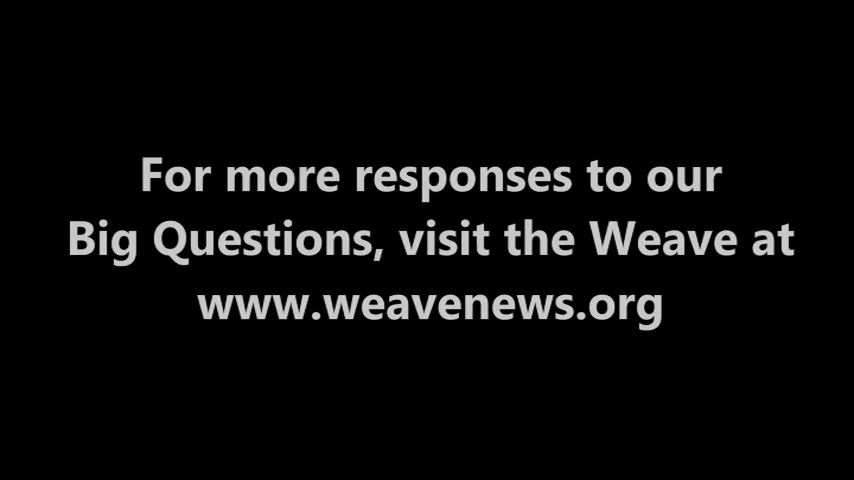 For more responses to our
Big Questions, visit the Weave at
www.weavenews.org